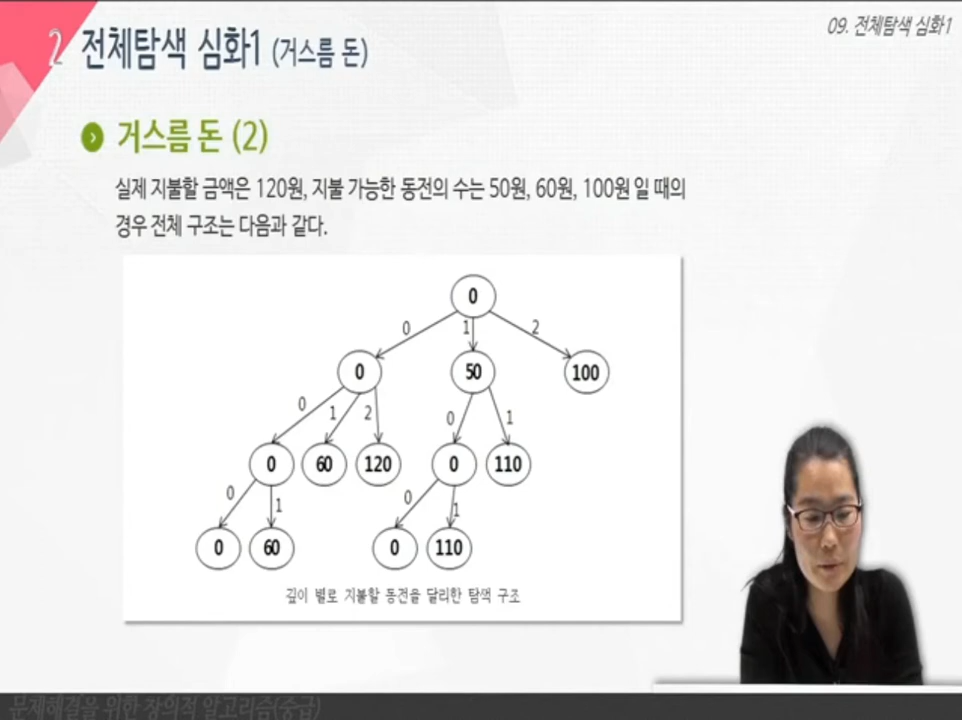 2 전체탐색 심화1 (거스름 돈)
09. 전체탐색 심화1
거스름 돈 (2)
실제 지불할 금액은 120원, 지불 가능한 동전의 수는 50원, 60원, 100원 일 때의
경우 전체 구조는 다음과 같다.
0
0 1 2
0 50 100
0 1 2 0 1
0 60 120 0 110
0 1 0 1
0 60 0 110
깊이 별로 지불할 동전을 달리한 탐색 구조
문제해결을 위한 창의적 알고리즘(중급)